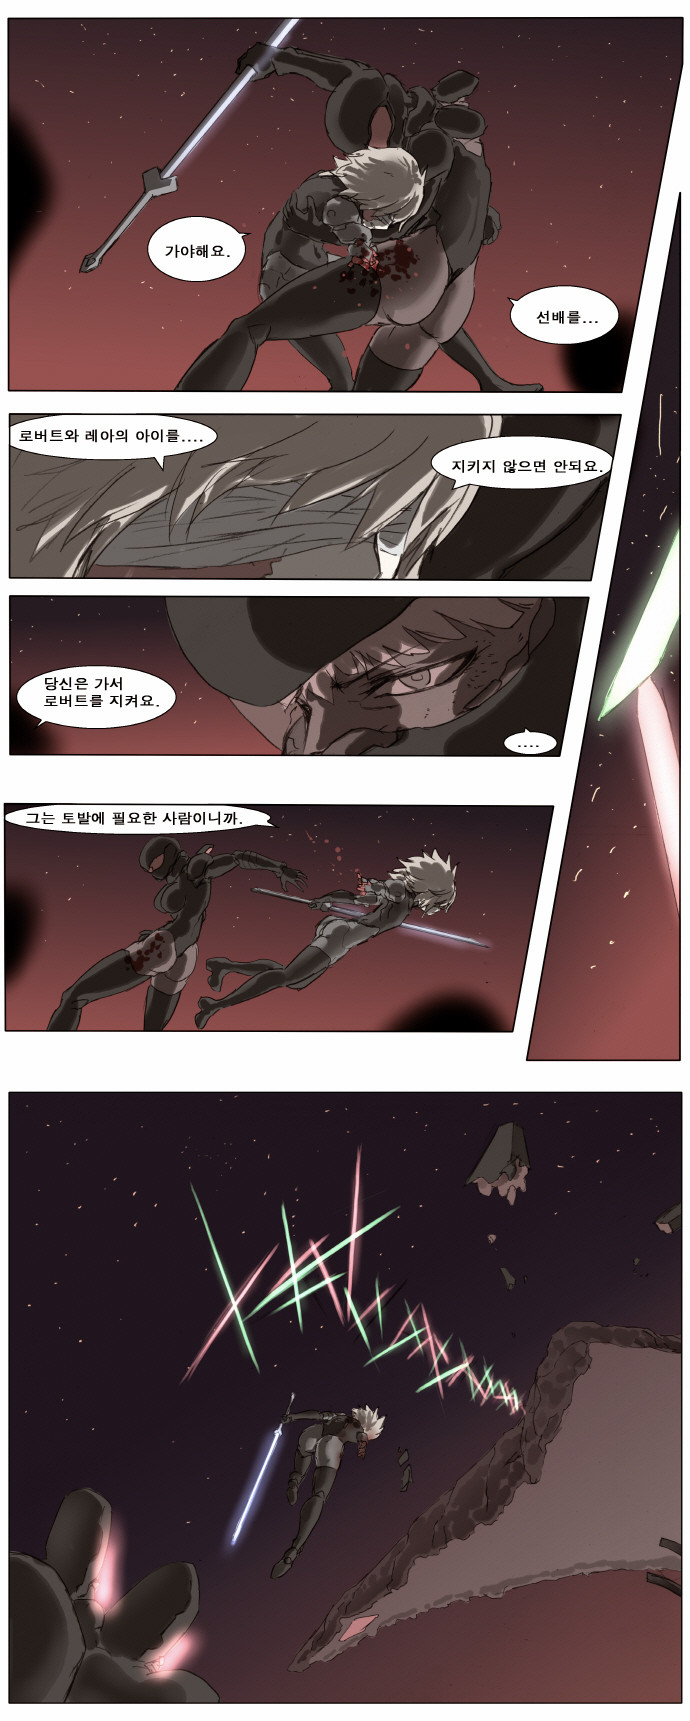 가야해요.
선배를...
로버트와 레아의 아이를....
지키지 않으면 안되요.
당신은 가서
로버트를 지켜요.
....
그는 토발에 필요한 사람이니까.